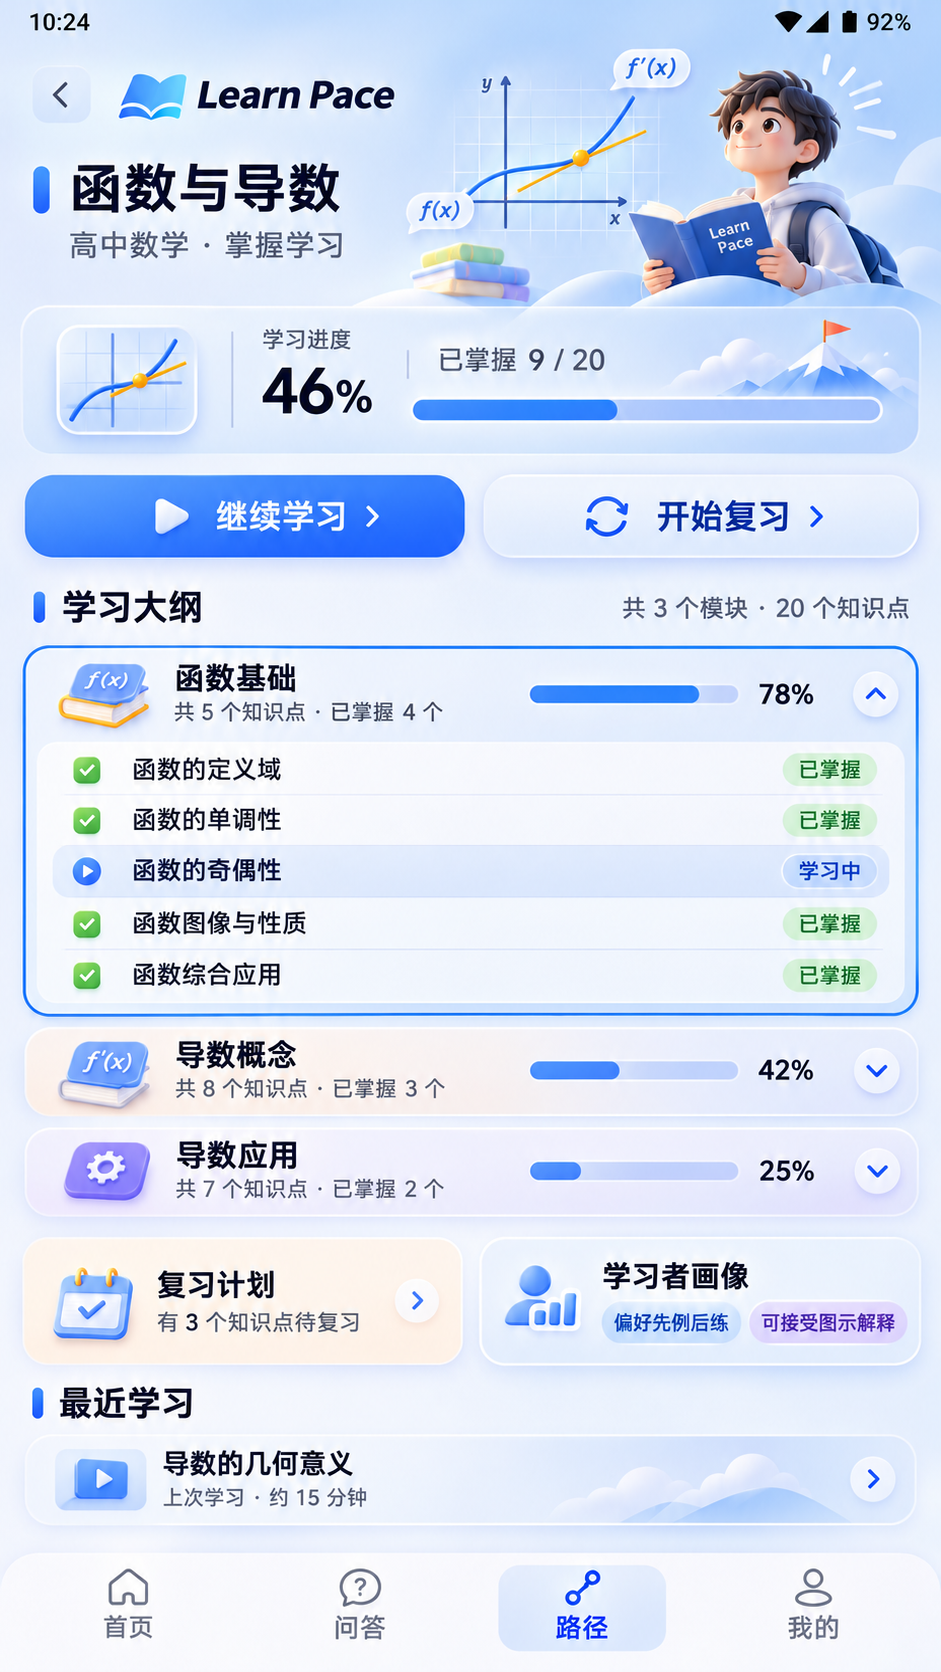 10:24
92%
Learn Pace
函数与导数
高中数学 · 掌握学习
y
f′(x)
f(x)
x
Learn
Pace
学习进度
46%
已掌握 9 / 20
继续学习
开始复习
学习大纲
共 3 个模块 · 20 个知识点
f(x)
函数基础
共 5 个知识点 · 已掌握 4 个
78%
函数的定义域
已掌握
函数的单调性
已掌握
函数的奇偶性
学习中
函数图像与性质
已掌握
函数综合应用
已掌握
f′(x)
导数概念
共 8 个知识点 · 已掌握 3 个
42%
导数应用
共 7 个知识点 · 已掌握 2 个
25%
复习计划
有 3 个知识点待复习
学习者画像
偏好先例后练
可接受图示解释
最近学习
导数的几何意义
上次学习 · 约 15 分钟
首页
问答
路径
我的